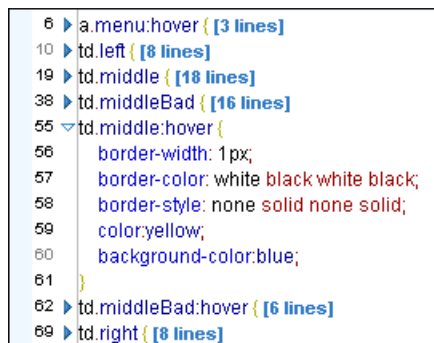 6 a.menu:hover { [3 lines]
10 td.left { [8 lines]
19 td.middle { [18 lines]
38 td.middleBad { [16 lines]
55 td.middle:hover {
56 border-width: 1px;
57 border-color: white black white black;
58 border-style: none solid none solid;
59 color:yellow;
60 background-color:blue;
61 }
62 td.middleBad:hover { [6 lines]
69 td.right { [8 lines]